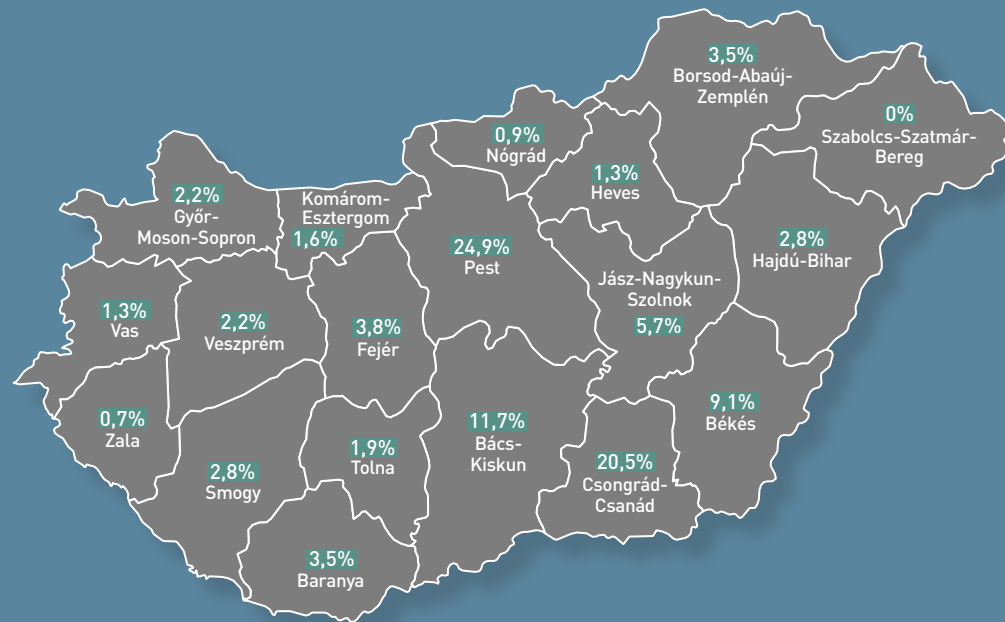 3,5%
Borsod-Abaúj-
Zemplén
0%
Szabolcs-Szatmár-
Bereg
0,9%
Nógrád
1,3%
Heves
2,2%
Győr-
Moson-Sopron
Komárom-
Esztergom
1,6%
24,9%
Pest
2,8%
Hajdú-Bihar
Jász-Nagykun-
Szolnok
5,7%
1,3%
Vas
2,2%
Veszprém
3,8%
Fejér
0,7%
Zala
2,8%
Smogy
1,9%
Tolna
11,7%
Bács-
Kiskun
9,1%
Békés
20,5%
Csongrád-
Csanád
3,5%
Baranya